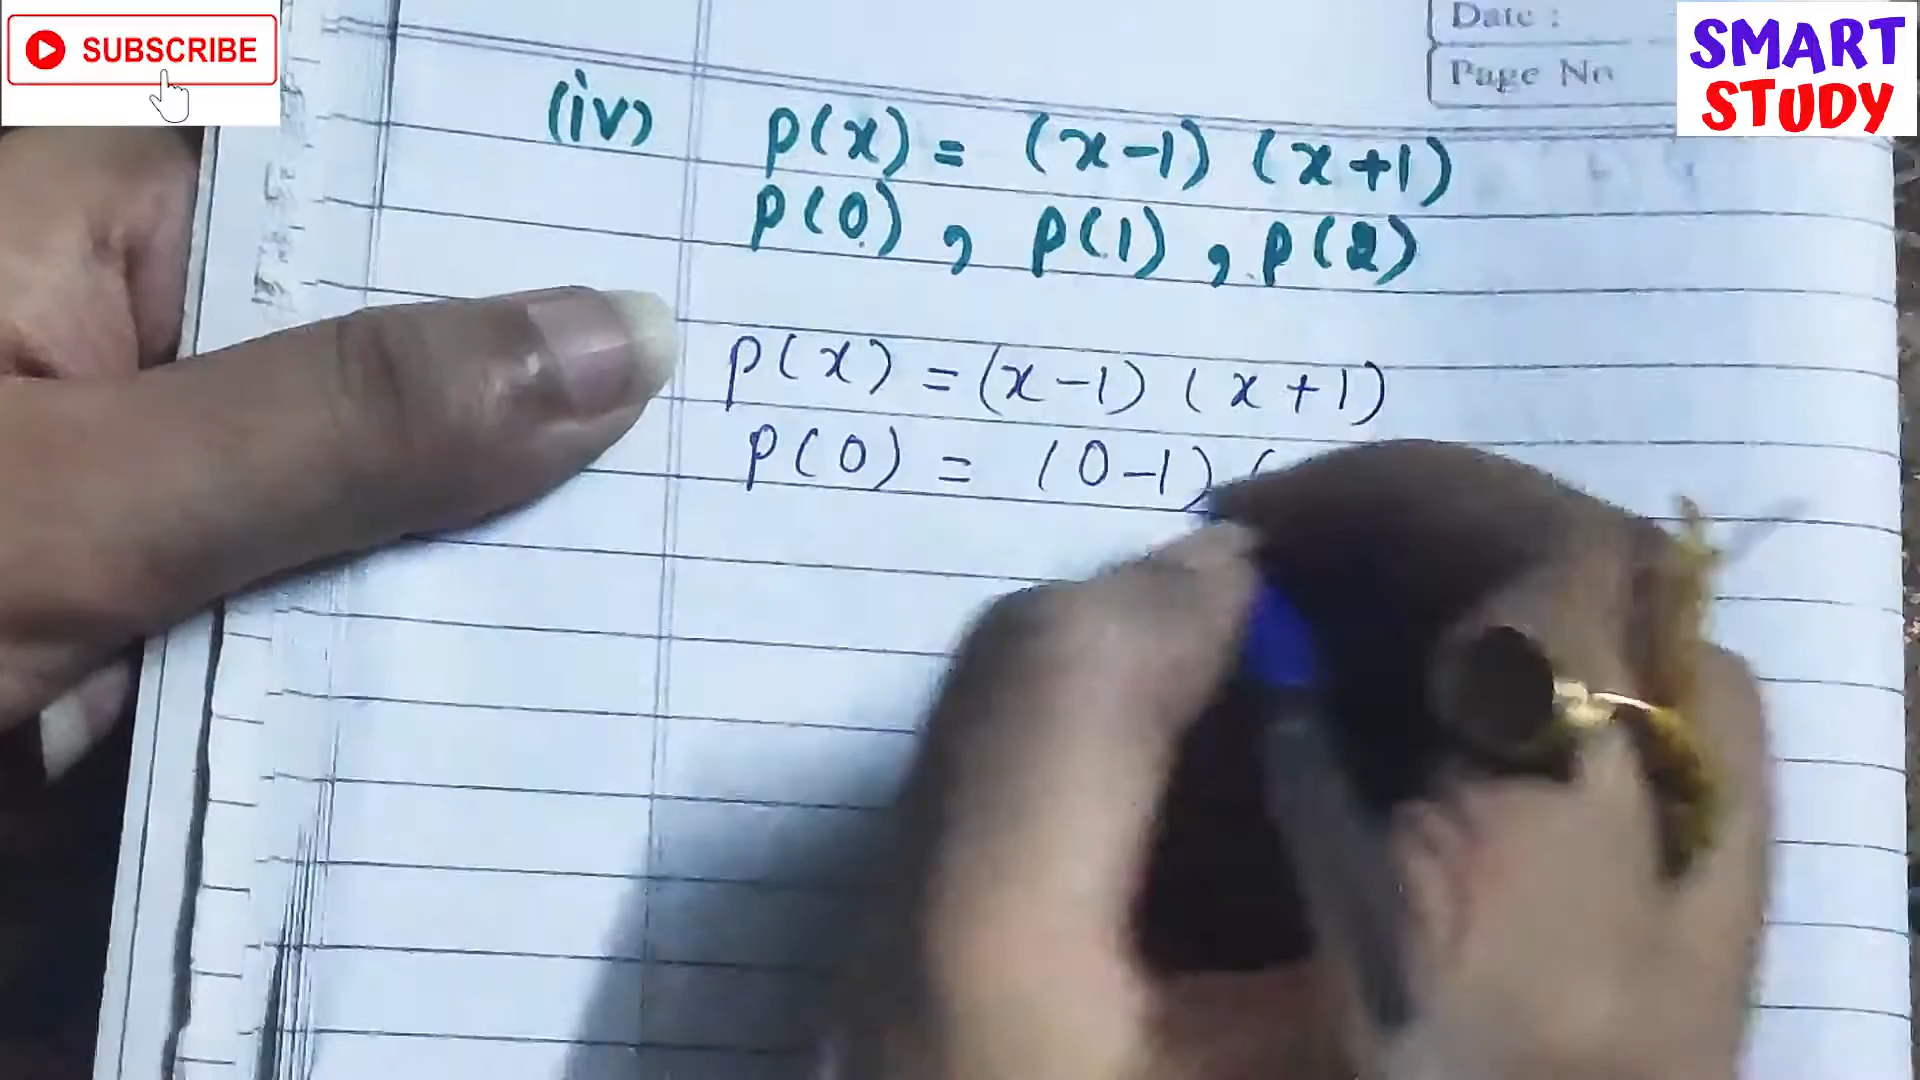 SUBSCRIBE
Date :
Page No
SMART
STUDY
(iv) p(x) = (x-1) (x+1)
p(0) , p(1) , p(2)
p(x) = (x-1) (x+1)
p(0) = (0-1) (